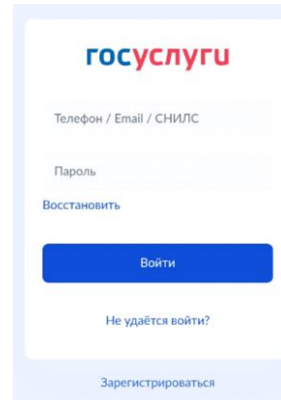 госуслуги
Телефон / Email / СНИЛС
Пароль
Восстановить
Войти
Не удаётся войти?
Зарегистрироваться